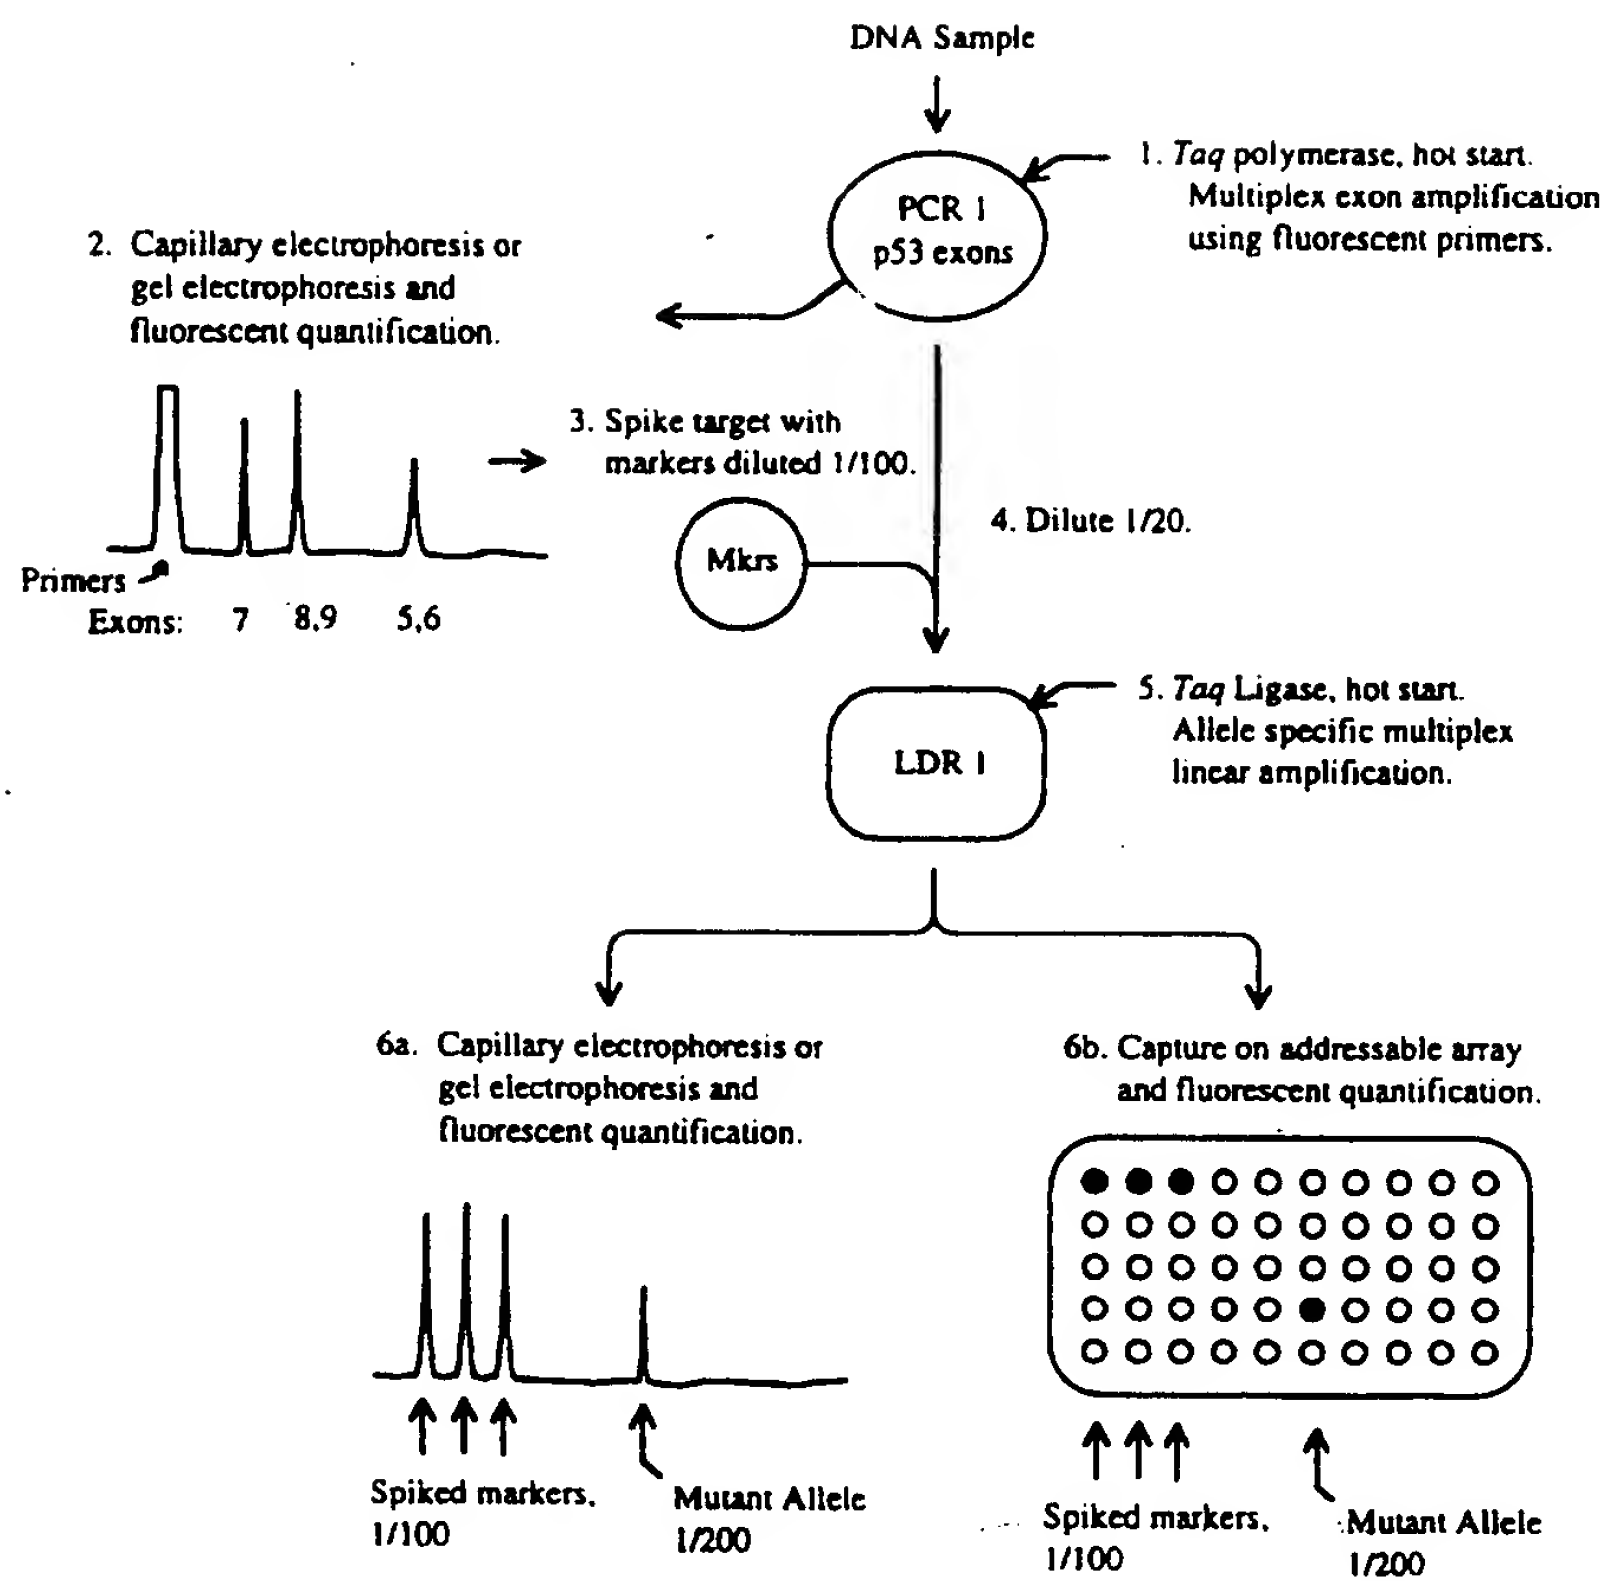 DNA Sample
1. Taq polymerase, hot start.
Multiplex exon amplification
using fluorescent primers.
PCR 1
p53 exons
2. Capillary electrophoresis or
gel electrophoresis and
fluorescent quantification.
3. Spike target with
markers diluted 1/100.
4. Dilute 1/20.
Mkrs
Primers
Exons: 7 8,9 5,6
5. Taq Ligase, hot start.
Allele specific multiplex
linear amplification.
LDR 1
6a. Capillary electrophoresis or
gel electrophoresis and
fluorescent quantification.
6b. Capture on addressable array
and fluorescent quantification.
Spiked markers,
1/100
Mutant Allele
1/200
Spiked markers,
1/100
Mutant Allele
1/200